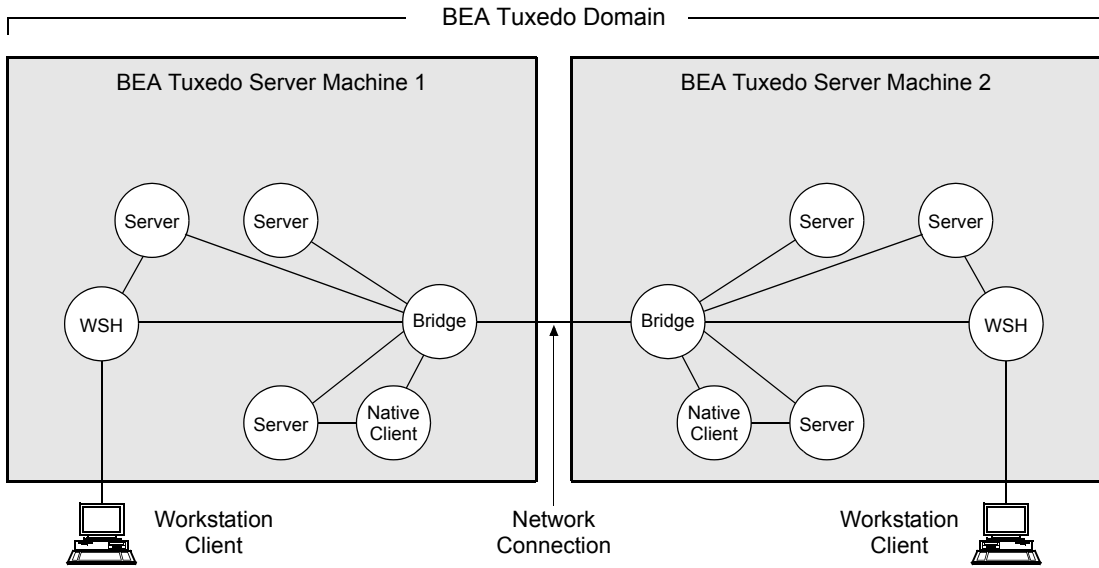 BEA Tuxedo Domain
BEA Tuxedo Server Machine 1
BEA Tuxedo Server Machine 2
Server
Server
Server
Server
WSH
Bridge
Bridge
WSH
Server
Native
Client
Native
Client
Server
Workstation
Client
Network
Connection
Workstation
Client